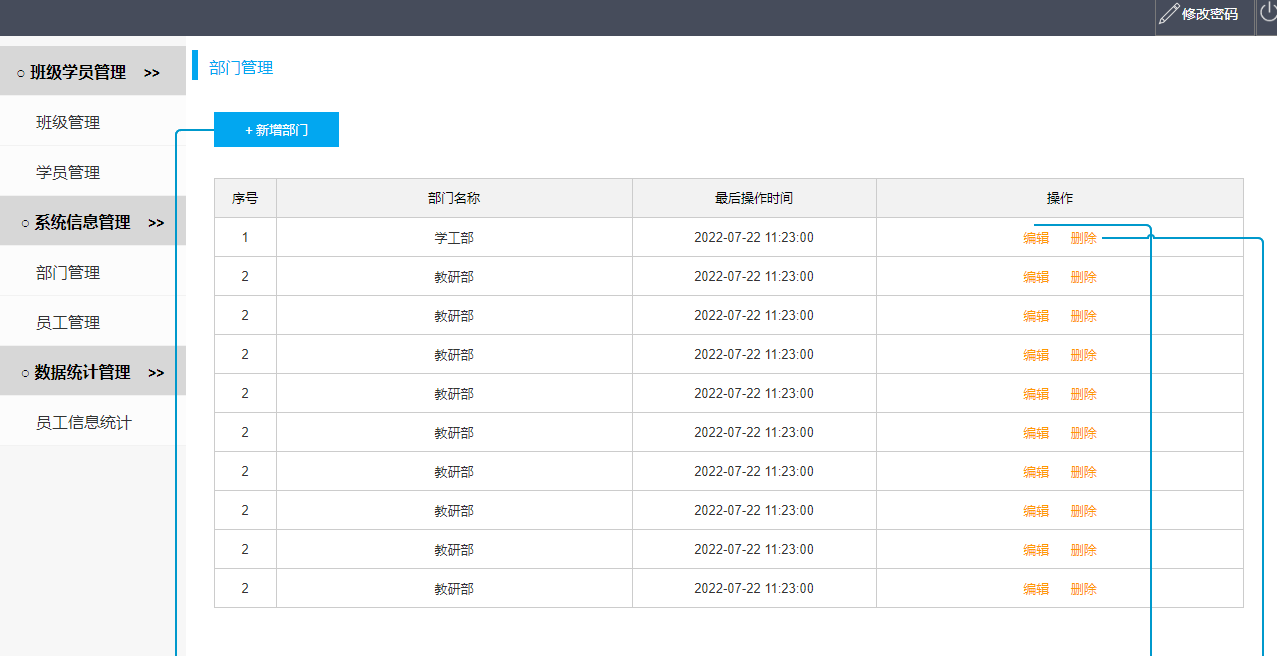 修改密码
班级学员管理 >>
班级管理
学员管理
系统信息管理 >>
部门管理
员工管理
数据统计管理 >>
员工信息统计
部门管理
+ 新增部门
序号 部门名称 最后操作时间 操作
1 学工部 2022-07-22 11:23:00 编辑 删除
2 教研部 2022-07-22 11:23:00 编辑 删除
2 教研部 2022-07-22 11:23:00 编辑 删除
2 教研部 2022-07-22 11:23:00 编辑 删除
2 教研部 2022-07-22 11:23:00 编辑 删除
2 教研部 2022-07-22 11:23:00 编辑 删除
2 教研部 2022-07-22 11:23:00 编辑 删除
2 教研部 2022-07-22 11:23:00 编辑 删除
2 教研部 2022-07-22 11:23:00 编辑 删除
2 教研部 2022-07-22 11:23:00 编辑 删除